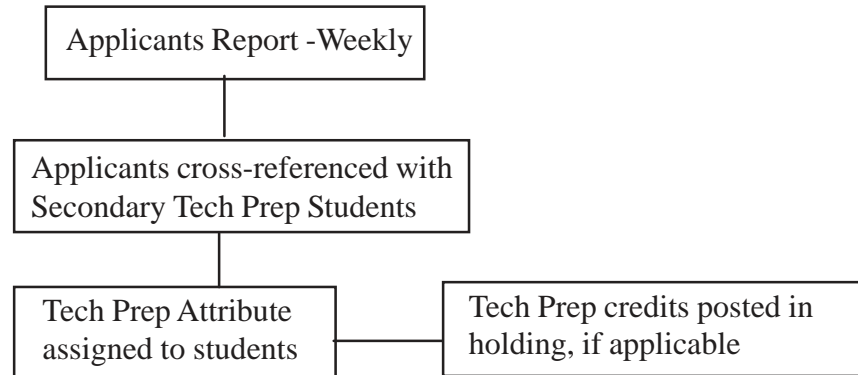 Applicants Report -Weekly
Applicants cross-referenced with
Secondary Tech Prep Students
Tech Prep Attribute
assigned to students
Tech Prep credits posted in
holding, if applicable